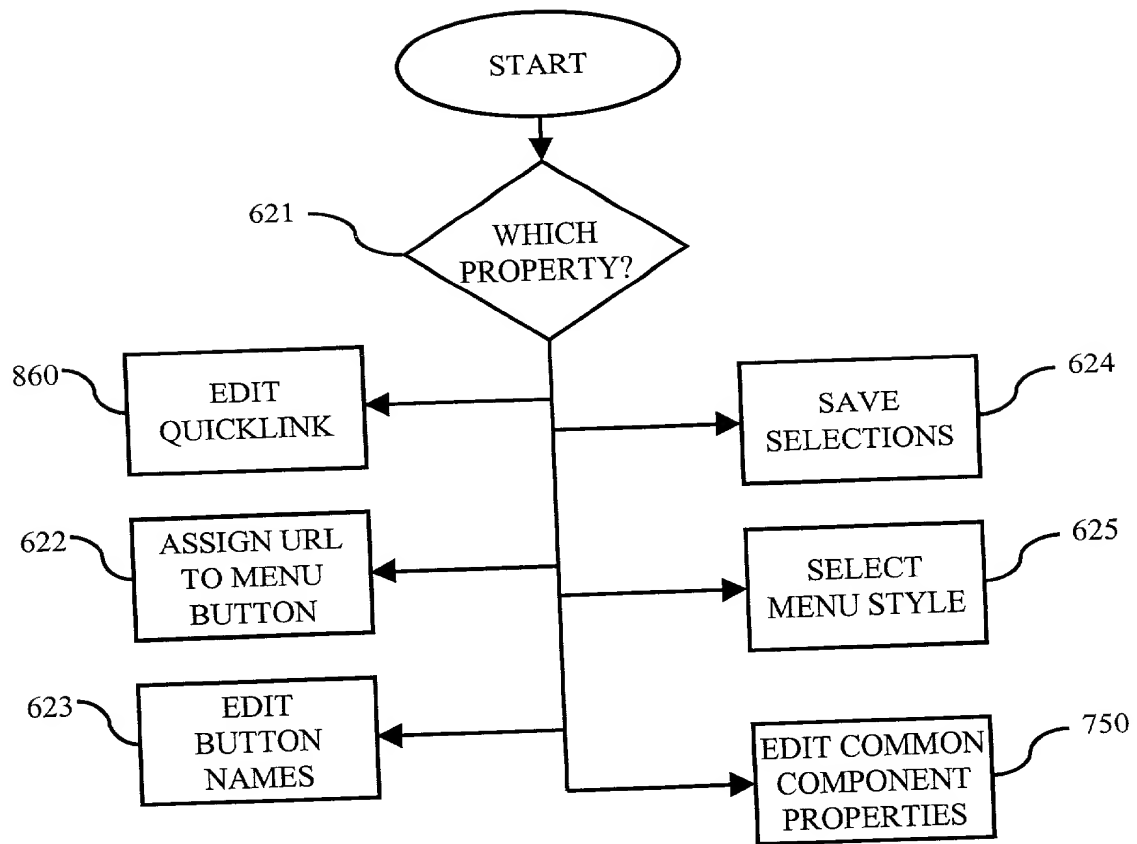 START
621
WHICH
PROPERTY?
860
EDIT
QUICKLINK
624
SAVE
SELECTIONS
622
ASSIGN URL
TO MENU
BUTTON
625
SELECT
MENU STYLE
623
EDIT
BUTTON
NAMES
750
EDIT COMMON
COMPONENT
PROPERTIES